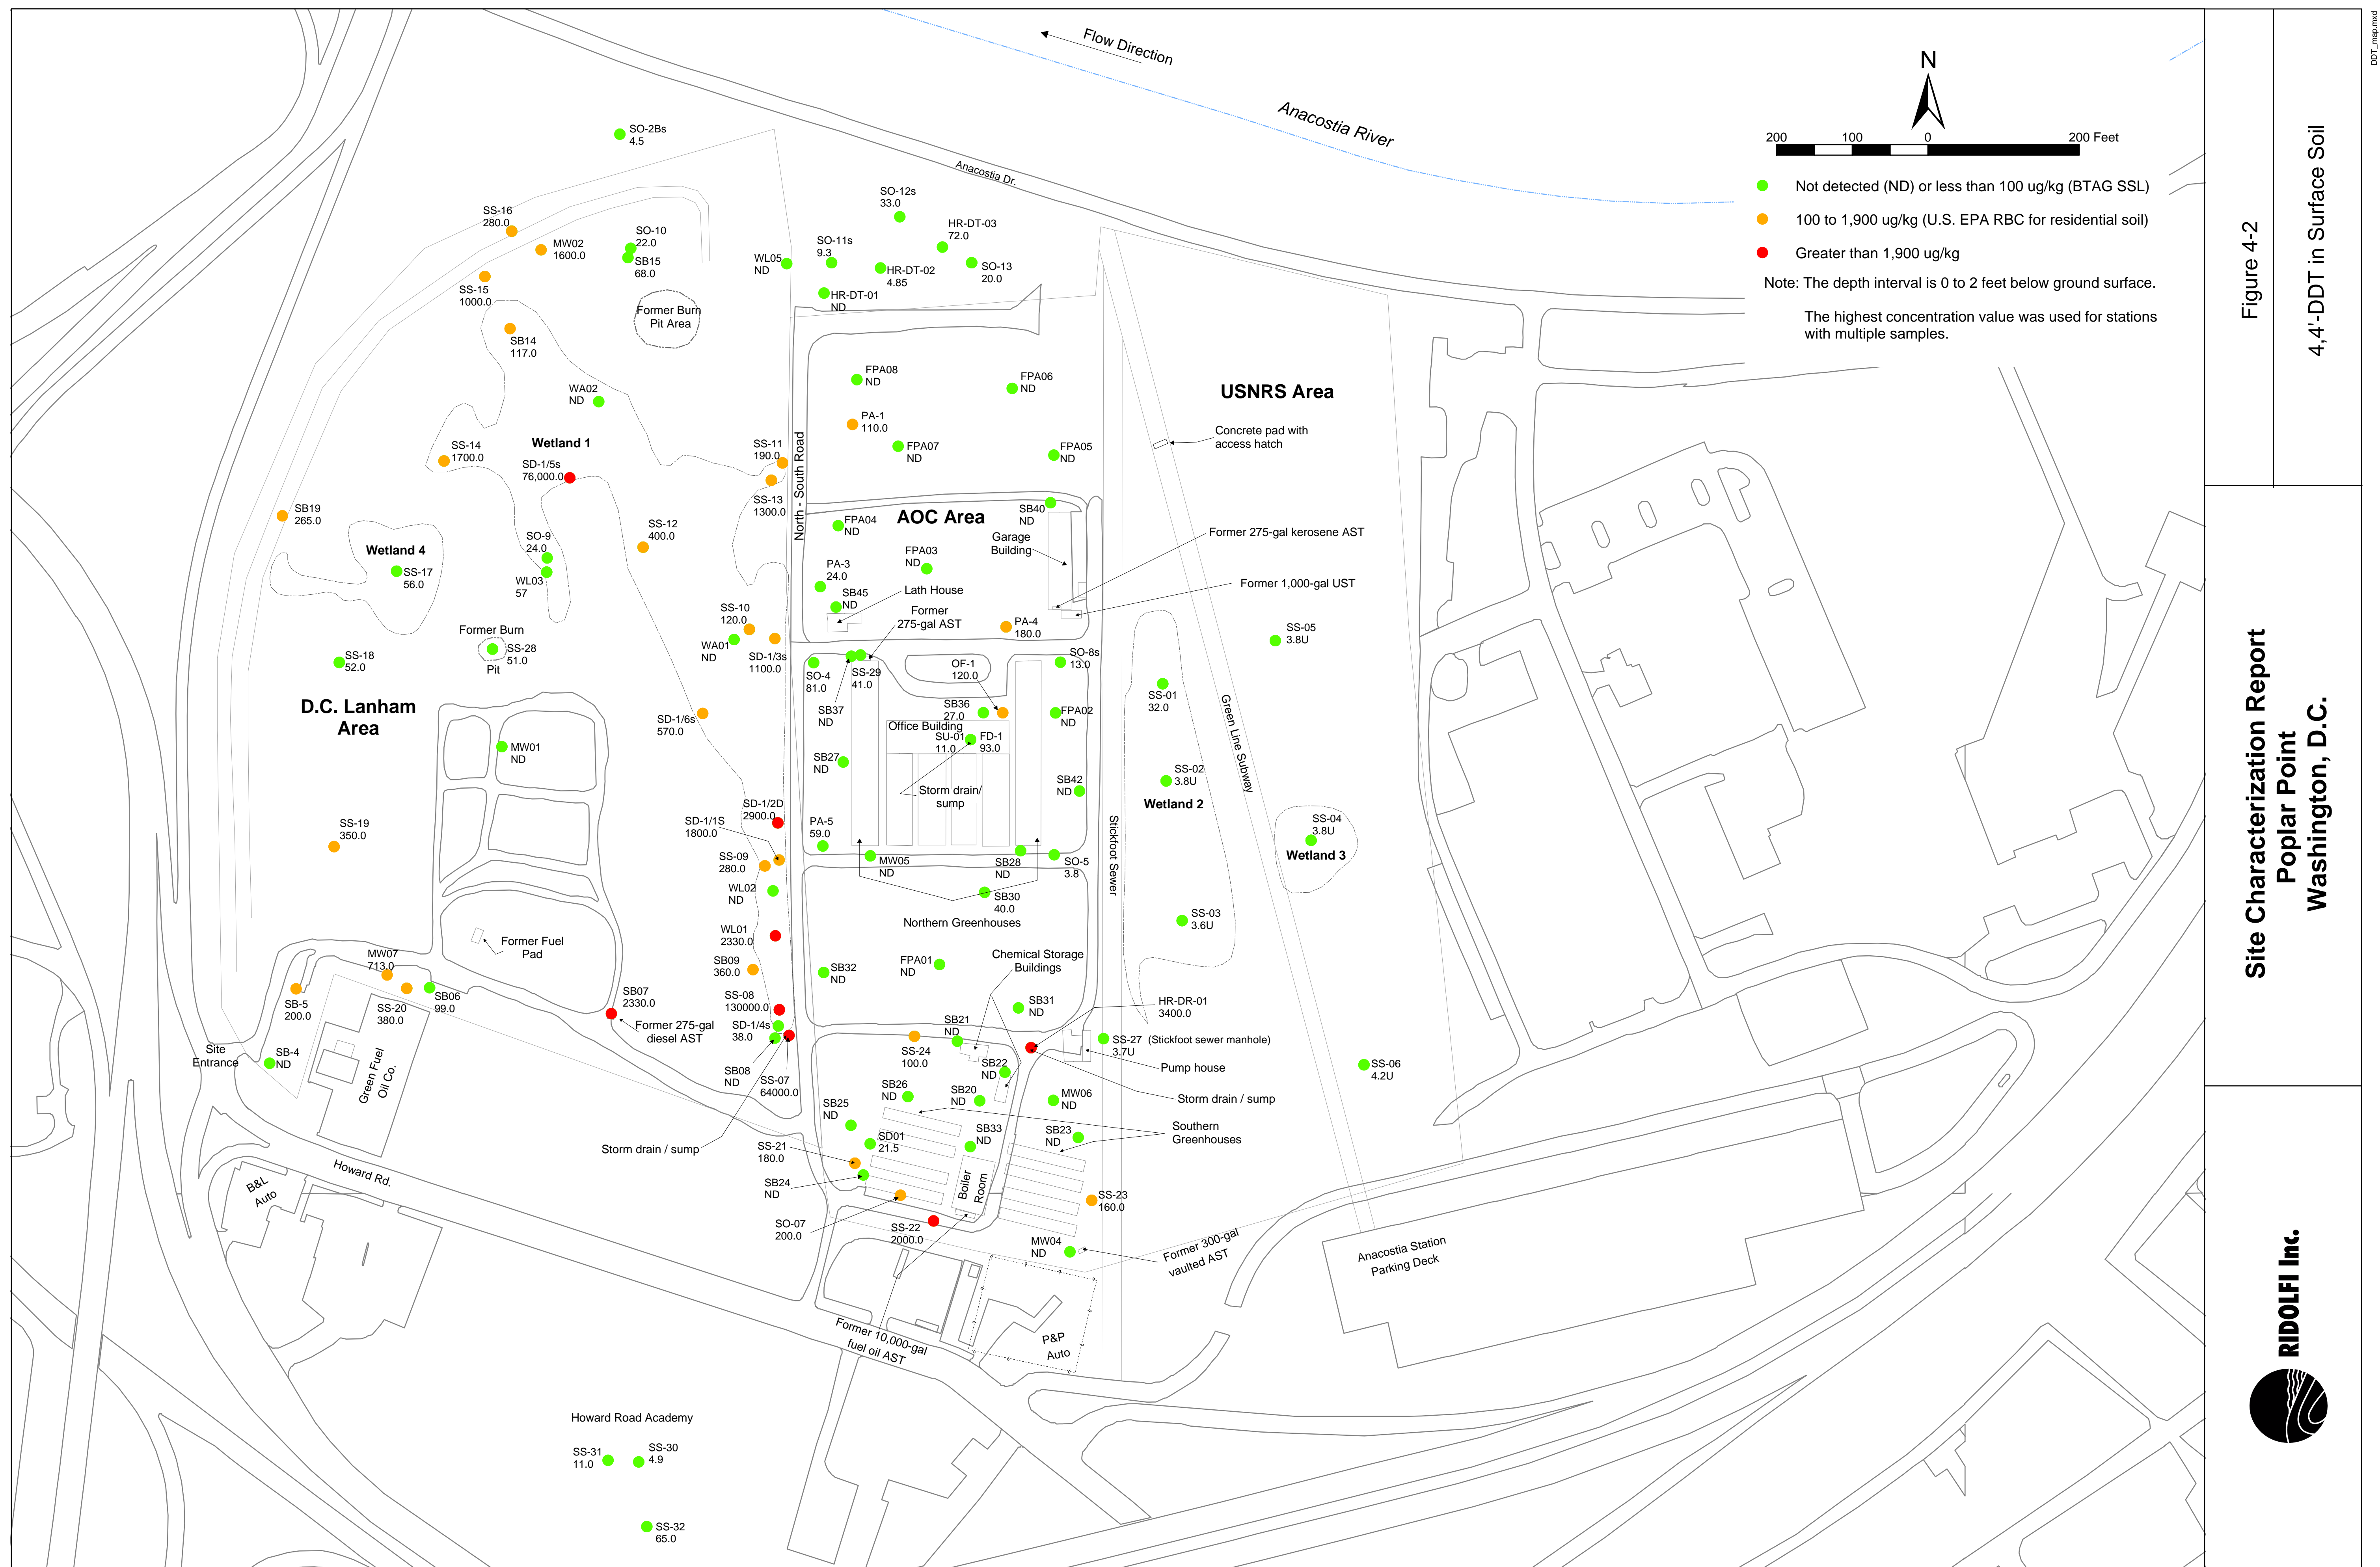 DDT_map.mxd
Flow Direction
Anacostia River
Anacostia Dr.
N
200 100 0 200 Feet
Not detected (ND) or less than 100 ug/kg (BTAG SSL)
100 to 1,900 ug/kg (U.S. EPA RBC for residential soil)
Greater than 1,900 ug/kg
Note: The depth interval is 0 to 2 feet below ground surface.
The highest concentration value was used for stations
with multiple samples.
Figure 4-2
4,4'-DDT in Surface Soil
Site Characterization Report
Poplar Point
Washington, D.C.
RIDOLFI Inc.
SO-2Bs
4.5
SS-16
280.0
MW02
1600.0
SO-10
22.0
SB15
68.0
SS-15
1000.0
Former Burn
Pit Area
SB14
117.0
WA02
ND
WL05
ND
SO-11s
9.3
SO-12s
33.0
HR-DT-03
72.0
HR-DT-02
4.85
SO-13
20.0
HR-DT-01
ND
FPA08
ND
FPA06
ND
PA-1
110.0
FPA07
ND
FPA05
ND
USNRS Area
Concrete pad with
access hatch
SS-14
1700.0
Wetland 1
SD-1/5s
76,000.0
SS-11
190.0
SS-13
1300.0
North - South Road
SB19
265.0
SS-12
400.0
SO-9
24.0
WL03
57
Wetland 4
SS-17
56.0
AOC Area
FPA04
ND
FPA03
ND
SB40
ND
Garage
Building
Former 275-gal kerosene AST
Former 1,000-gal UST
PA-3
24.0
SB45
ND
Lath House
Former
275-gal AST
PA-4
180.0
SS-10
120.0
WA01
ND
SD-1/3s
1100.0
Former Burn
SS-28
51.0
Pit
SS-18
52.0
D.C. Lanham
Area
SO-4
81.0
SS-29
41.0
SB37
ND
OF-1
120.0
SO-8s
13.0
SB36
27.0
FPA02
ND
Office Building
SU-01
11.0
FD-1
93.0
SS-05
3.8U
SS-01
32.0
Green Line Subway
SD-1/6s
570.0
MW01
ND
SB27
ND
Storm drain/
sump
SB42
ND
SS-02
3.8U
Wetland 2
Stickfoot Sewer
SS-04
3.8U
Wetland 3
SS-19
350.0
SD-1/2D
2900.0
SD-1/1S
1800.0
PA-5
59.0
MW05
ND
SB28
ND
SO-5
3.8
SS-09
280.0
WL02
ND
SB30
40.0
Northern Greenhouses
SS-03
3.6U
WL01
2330.0
Former Fuel
Pad
MW07
713.0
SB09
360.0
SB32
ND
FPA01
ND
Chemical Storage
Buildings
SB-5
200.0
SS-20
380.0
SB06
99.0
SB07
2330.0
SS-08
130000.0
SB31
ND
HR-DR-01
3400.0
Former 275-gal
diesel AST
SD-1/4s
38.0
SB21
ND
SS-24
100.0
SS-27 (Stickfoot sewer manhole)
3.7U
Site
Entrance
SB-4
ND
Green Fuel
Oil Co.
SB08
ND
SS-07
64000.0
SB22
ND
Pump house
SS-06
4.2U
SB26
ND
SB20
ND
MW06
ND
Storm drain / sump
SB25
ND
SD01
21.5
SB33
ND
SB23
ND
Southern
Greenhouses
Storm drain / sump
SS-21
180.0
SB24
ND
Boiler
Room
SS-23
160.0
Howard Rd.
B&L
Auto
SO-07
200.0
SS-22
2000.0
MW04
ND
Former 300-gal
vaulted AST
Anacostia Station
Parking Deck
Former 10,000-gal
fuel oil AST
P&P
Auto
Howard Road Academy
SS-31
11.0
SS-30
4.9
SS-32
65.0